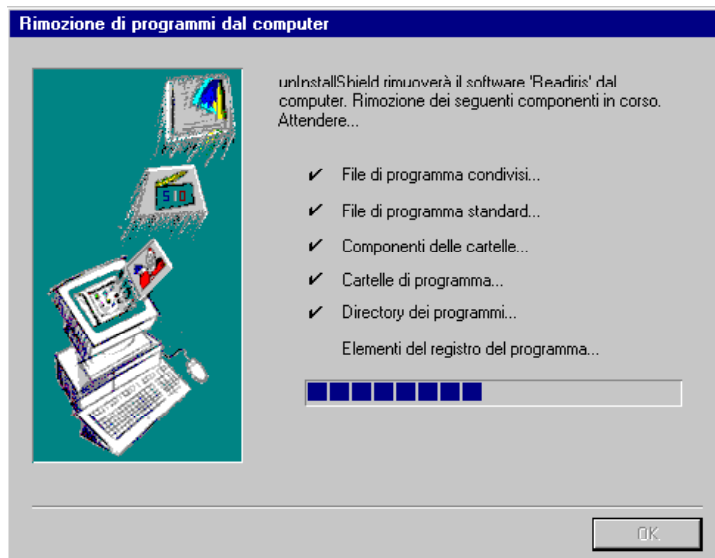 Rimozione di programmi dal computer
unInstallShield rimuoverà il software 'Readiris' dal
computer. Rimozione dei seguenti componenti in corso.
Attendere...
✔ File di programma condivisi...
✔ File di programma standard...
✔ Componenti delle cartelle...
✔ Cartelle di programma...
✔ Directory dei programmi...
Elementi del registro del programma...
OK